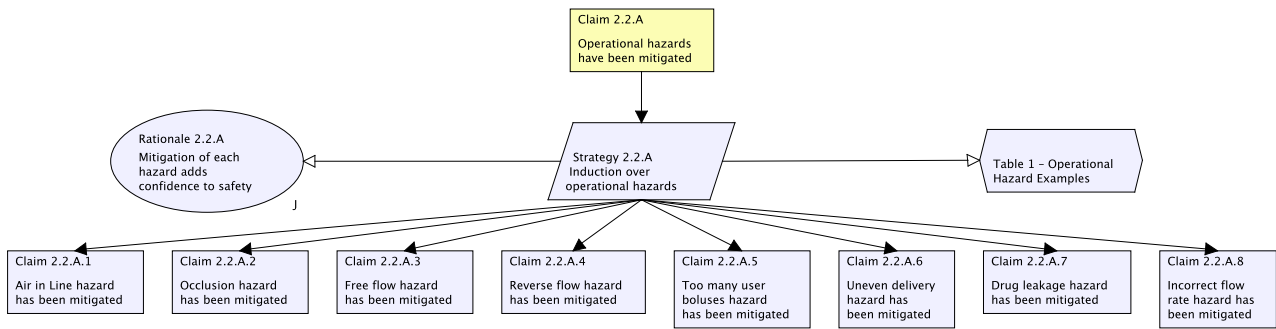 Claim 2.2.A
Operational hazards
have been mitigated
Rationale 2.2.A
Mitigation of each
hazard adds
confidence to safety
J
Strategy 2.2.A
Induction over
operational hazards
Table 1 – Operational
Hazard Examples
Claim 2.2.A.1
Air in Line hazard
has been mitigated
Claim 2.2.A.2
Occlusion hazard
has been mitigated
Claim 2.2.A.3
Free flow hazard
has been mitigated
Claim 2.2.A.4
Reverse flow hazard
has been mitigated
Claim 2.2.A.5
Too many user
boluses hazard
has been mitigated
Claim 2.2.A.6
Uneven delivery
hazard has
been mitigated
Claim 2.2.A.7
Drug leakage hazard
has been mitigated
Claim 2.2.A.8
Incorrect flow
rate hazard has
been mitigated